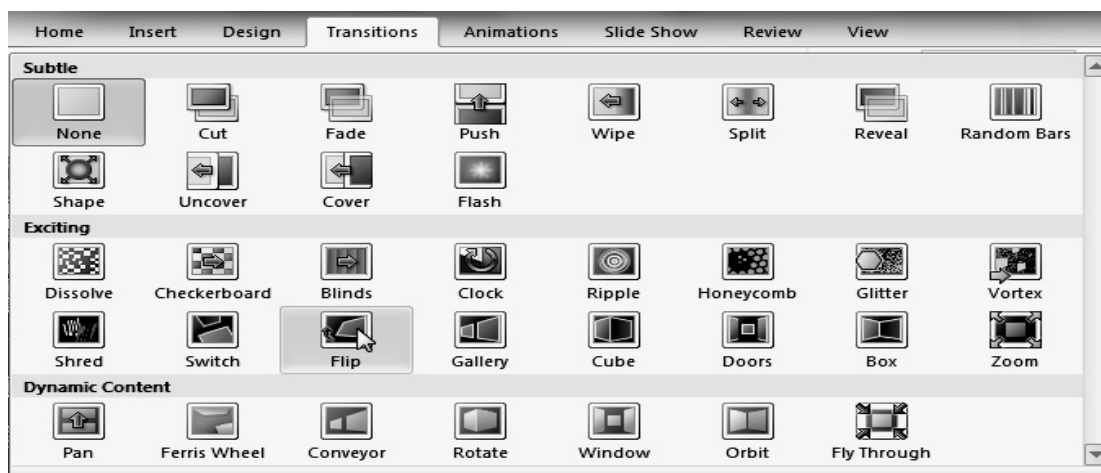 Home Insert Design Transitions Animations Slide Show Review View
Subtle
None Cut Fade Push Wipe Split Reveal Random Bars
Shape Uncover Cover Flash
Exciting
Dissolve Checkerboard Blinds Clock Ripple Honeycomb Glitter Vortex
Shred Switch Flip Gallery Cube Doors Box Zoom
Dynamic Content
Pan Ferris Wheel Conveyor Rotate Window Orbit Fly Through